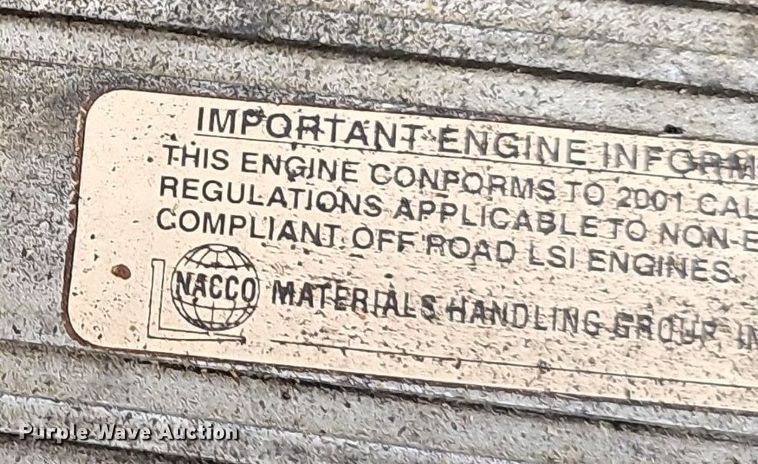 IMPORTANT ENGINE INFORM
THIS ENGINE CONFORMS TO 2001 CAL
REGULATIONS APPLICABLE TO NON-E
COMPLIANT OFF ROAD LSI ENGINES.
NACCO MATERIALS HANDLING GROUP, IN
Purple Wave Auction